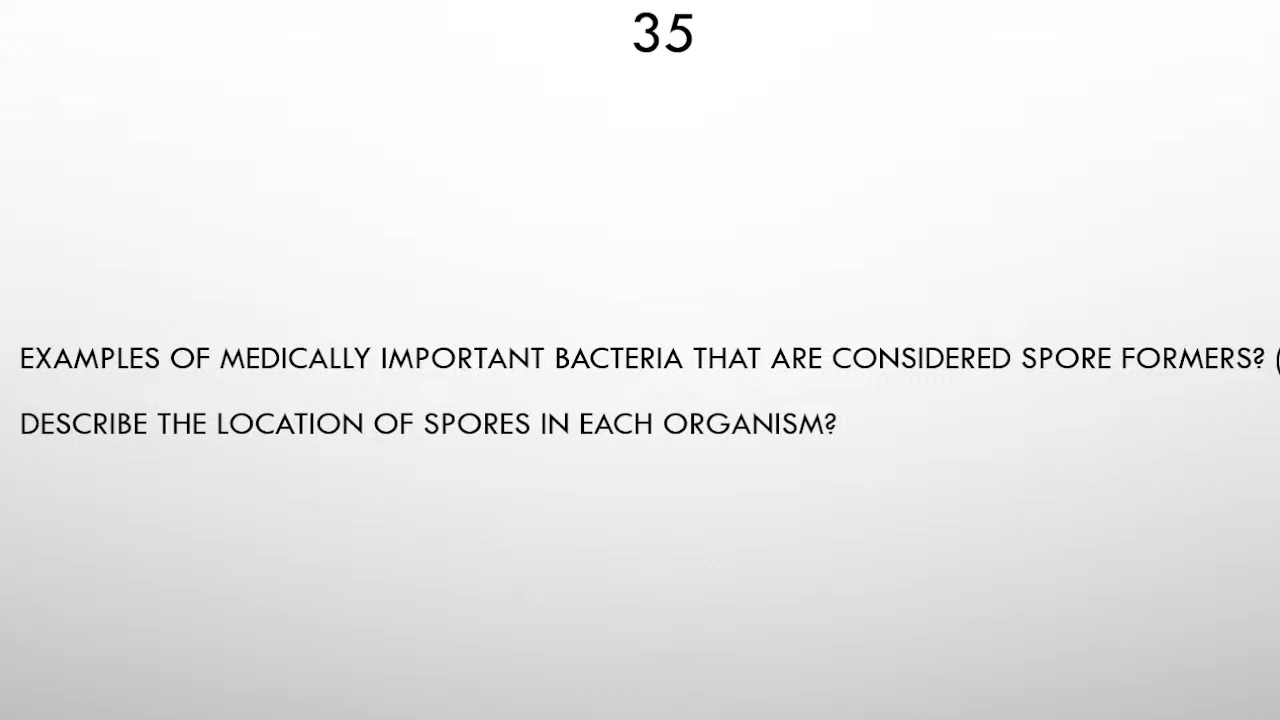 35
EXAMPLES OF MEDICALLY IMPORTANT BACTERIA THAT ARE CONSIDERED SPORE FORMERS? (
DESCRIBE THE LOCATION OF SPORES IN EACH ORGANISM?